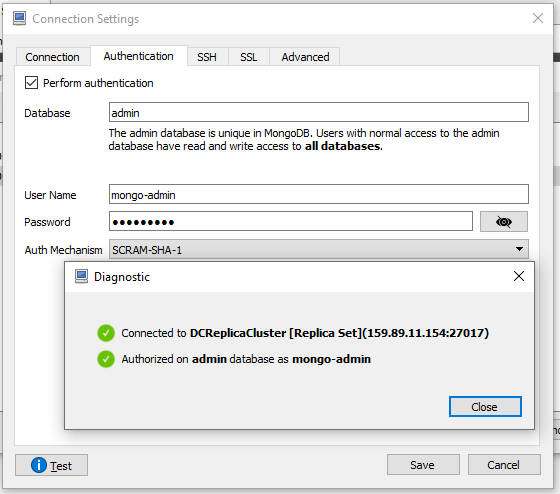 Connection Settings
Connection Authentication SSH SSL Advanced
Perform authentication
Database admin
The admin database is unique in MongoDB. Users with normal access to the admin
database have read and write access to all databases.
User Name mongo-admin
Password •••••••••
Auth Mechanism SCRAM-SHA-1
Diagnostic
Connected to DCReplicaCluster [Replica Set](159.89.11.154:27017)
Authorized on admin database as mongo-admin
Close
Test Save Cancel